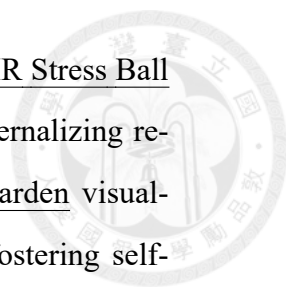 R Stress Ball
ernalizing re-
arden visual-
ostering self-